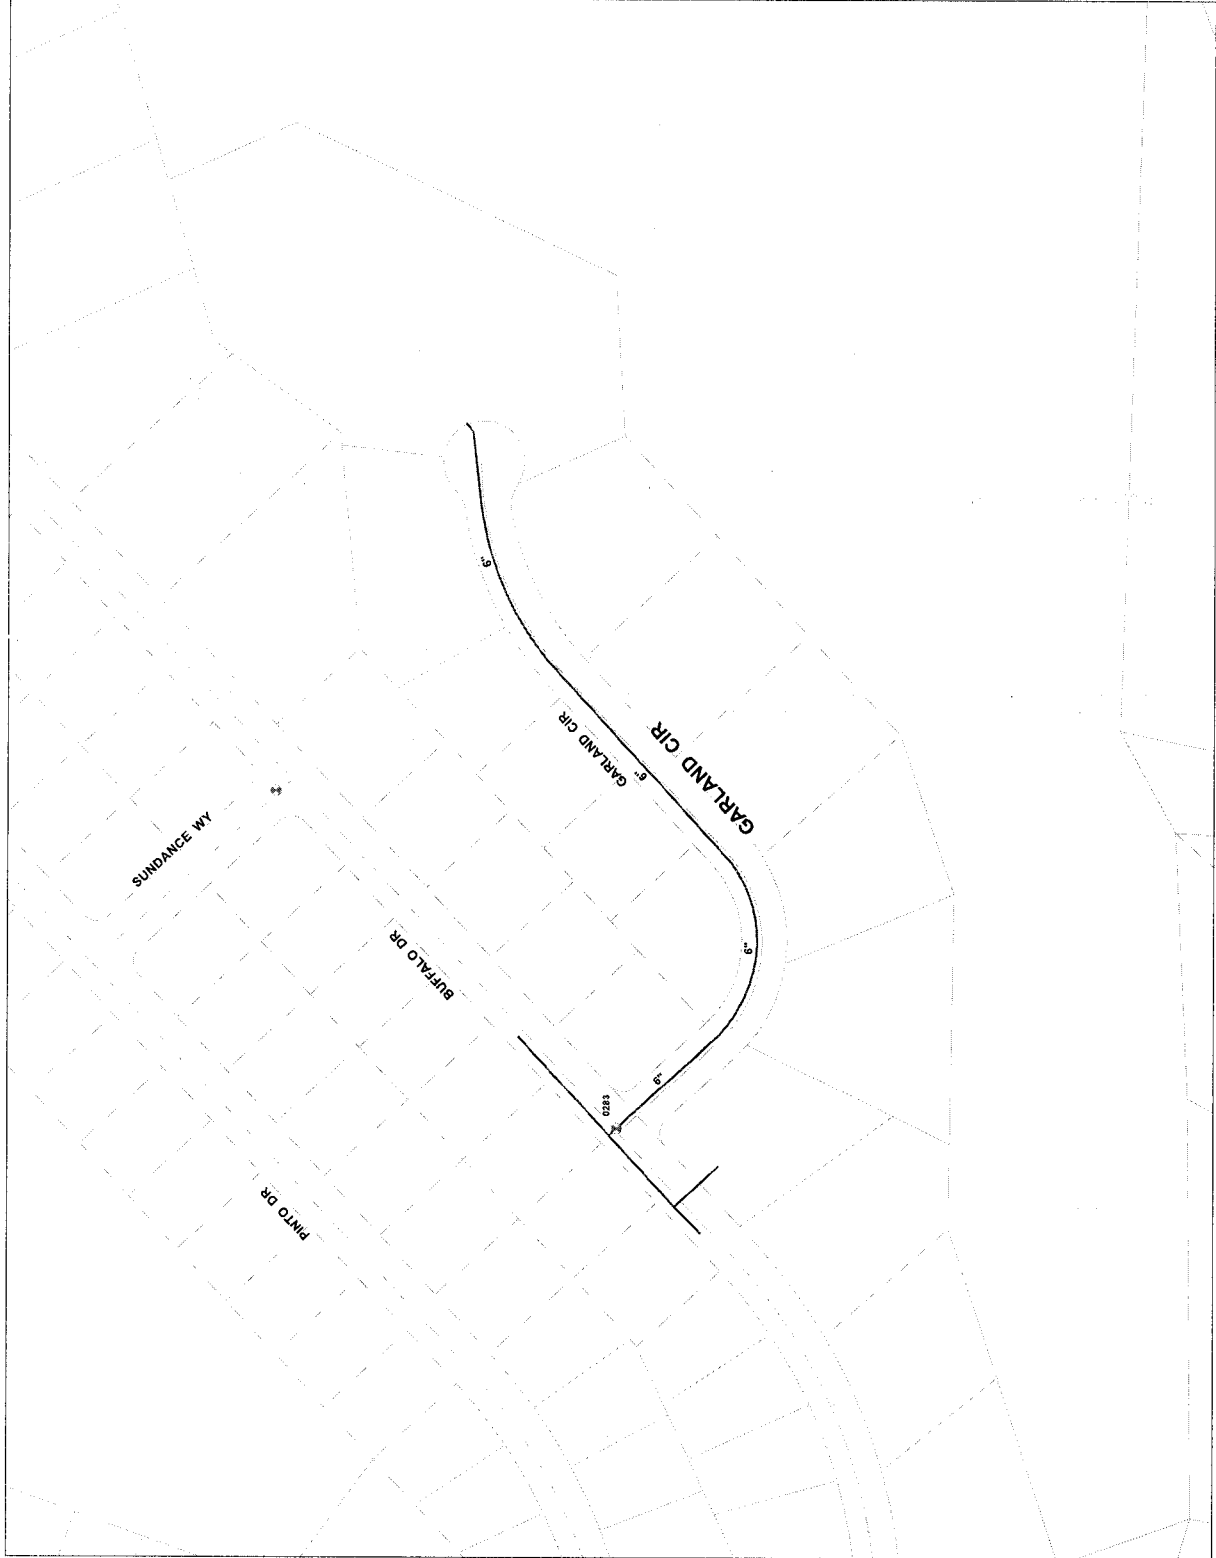 6"
GARLAND CIR
GARLAND CIR
6"
SUNDANCE WY
BUFFALO DR
6"
6"
0283
PINTO DR